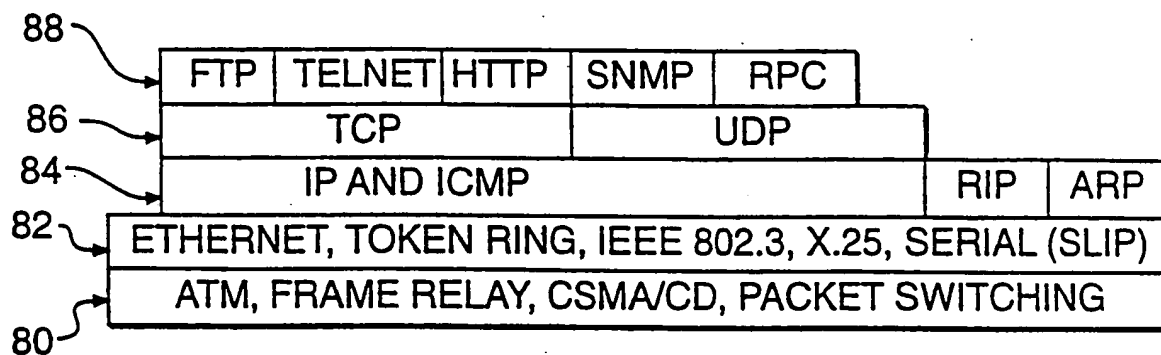 88 FTP TELNET HTTP SNMP RPC
86 TCP UDP
84 IP AND ICMP RIP ARP
82 ETHERNET, TOKEN RING, IEEE 802.3, X.25, SERIAL (SLIP)
80 ATM, FRAME RELAY, CSMA/CD, PACKET SWITCHING